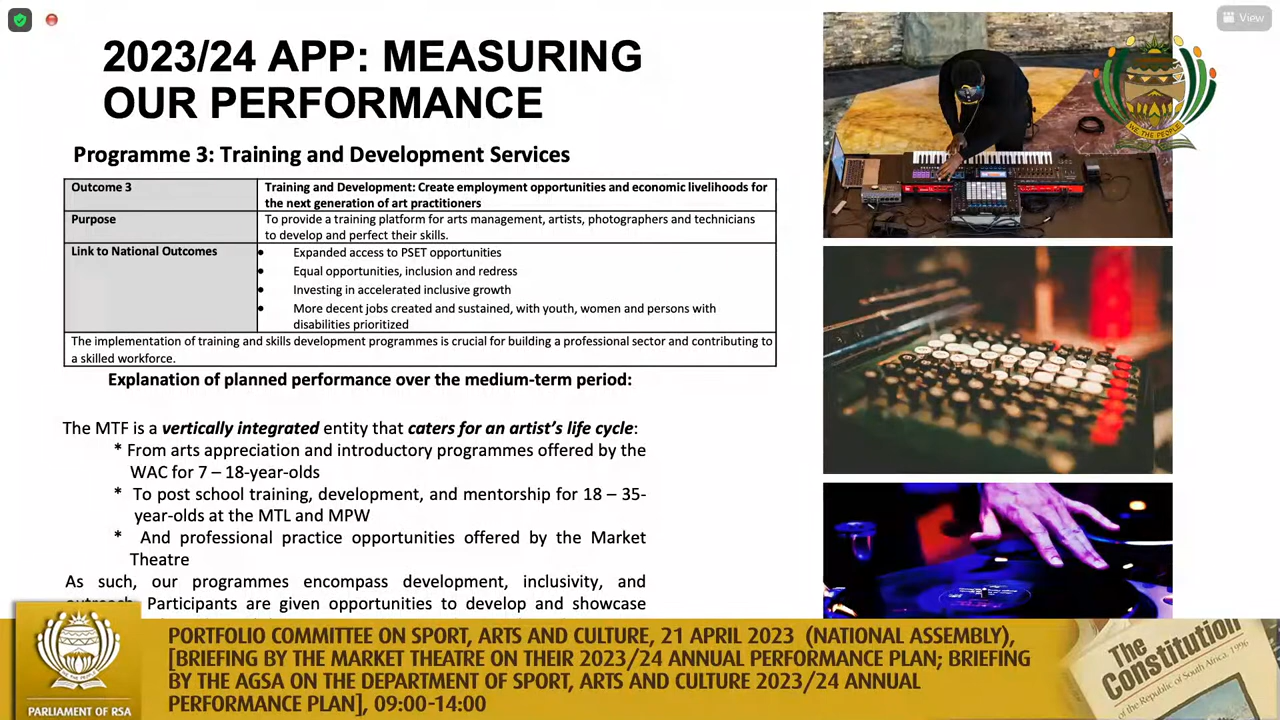 View
2023/24 APP: MEASURING
OUR PERFORMANCE
WE THE PEOPLE
Programme 3: Training and Development Services
Outcome 3
Training and Development: Create employment opportunities and economic livelihoods for
the next generation of art practitioners
Purpose
To provide a training platform for arts management, artists, photographers and technicians
to develop and perfect their skills.
Link to National Outcomes
• Expanded access to PSET opportunities
• Equal opportunities, inclusion and redress
• Investing in accelerated inclusive growth
• More decent jobs created and sustained, with youth, women and persons with
disabilities prioritized
The implementation of training and skills development programmes is crucial for building a professional sector and contributing to
a skilled workforce.
Explanation of planned performance over the medium-term period:
The MTF is a vertically integrated entity that caters for an artist’s life cycle:
* From arts appreciation and introductory programmes offered by the
WAC for 7 – 18-year-olds
* To post school training, development, and mentorship for 18 – 35-
year-olds at the MTL and MPW
* And professional practice opportunities offered by the Market
Theatre
As such, our programmes encompass development, inclusivity, and
Participants are given opportunities to develop and showcase
PORTFOLIO COMMITTEE ON SPORT, ARTS AND CULTURE, 21 APRIL 2023 (NATIONAL ASSEMBLY),
[BRIEFING BY THE MARKET THEATRE ON THEIR 2023/24 ANNUAL PERFORMANCE PLAN; BRIEFING
BY THE AGSA ON THE DEPARTMENT OF SPORT, ARTS AND CULTURE 2023/24 ANNUAL
PERFORMANCE PLAN], 09:00-14:00
PARLIAMENT OF RSA
The
Constitution
of the Republic of South Africa, 1996